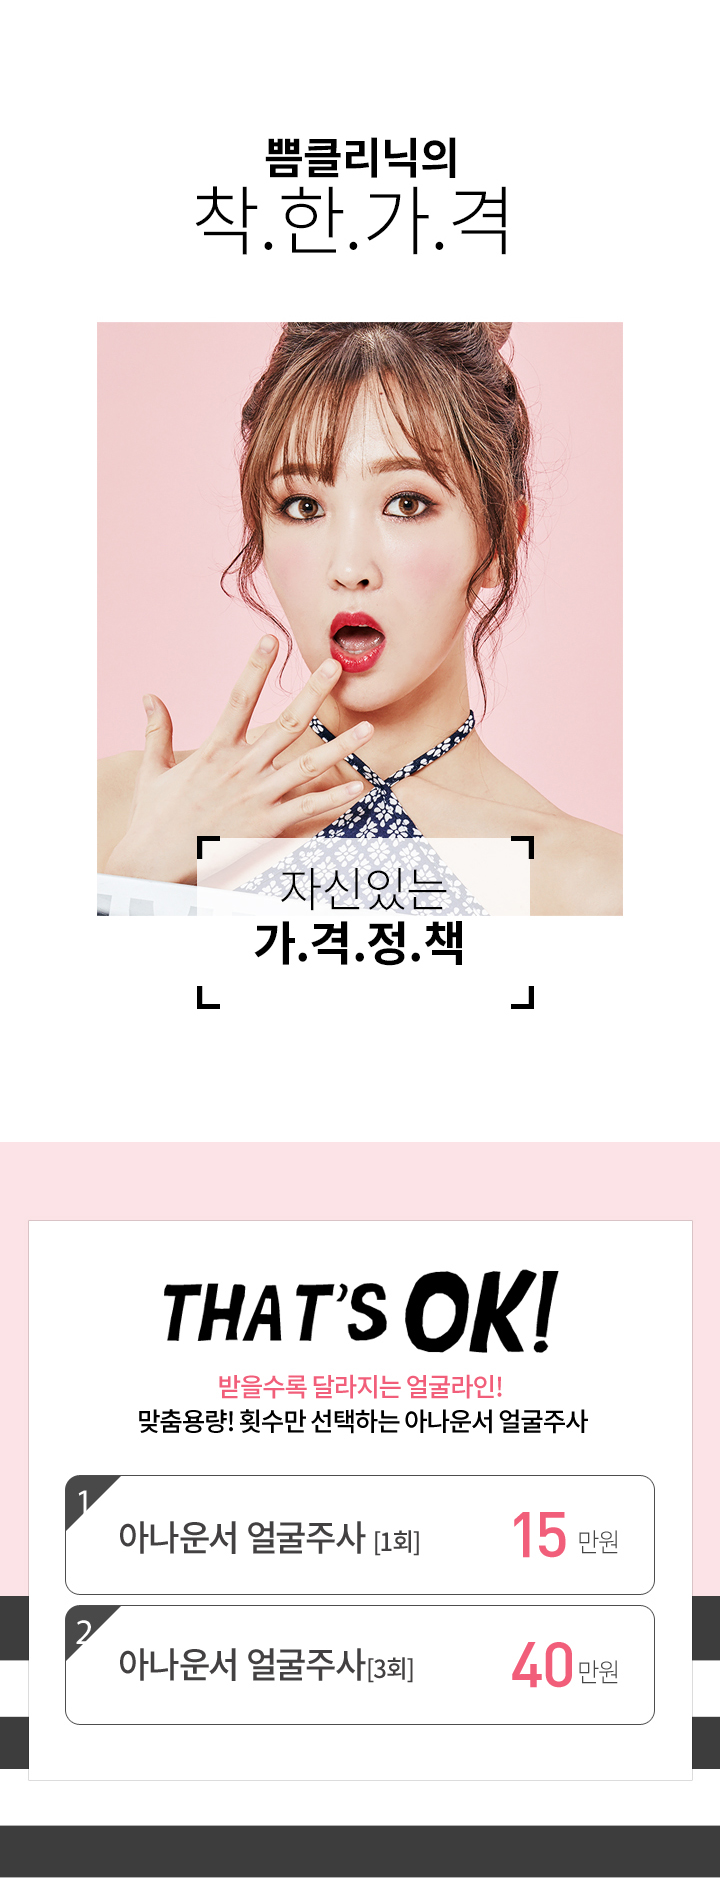 쁨클리닉의
착.한.가.격
자신있는
가.격.정.책
THAT'S OK!
받을수록 달라지는 얼굴라인!
맞춤용량! 횟수만 선택하는 아나운서 얼굴주사
1
아나운서 얼굴주사 [1회] 15 만원
2
아나운서 얼굴주사[3회] 40만원